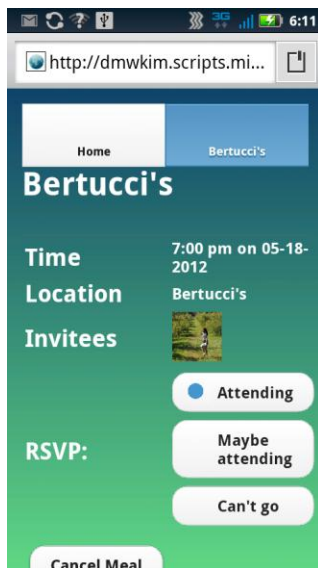 3G
6:11
http://dmwkim.scripts.mi...
Home
Bertucci's
Bertucci's
Time
7:00 pm on 05-18-
2012
Location
Bertucci's
Invitees
RSVP:
Attending
Maybe
attending
Can't go
Cancel Meal